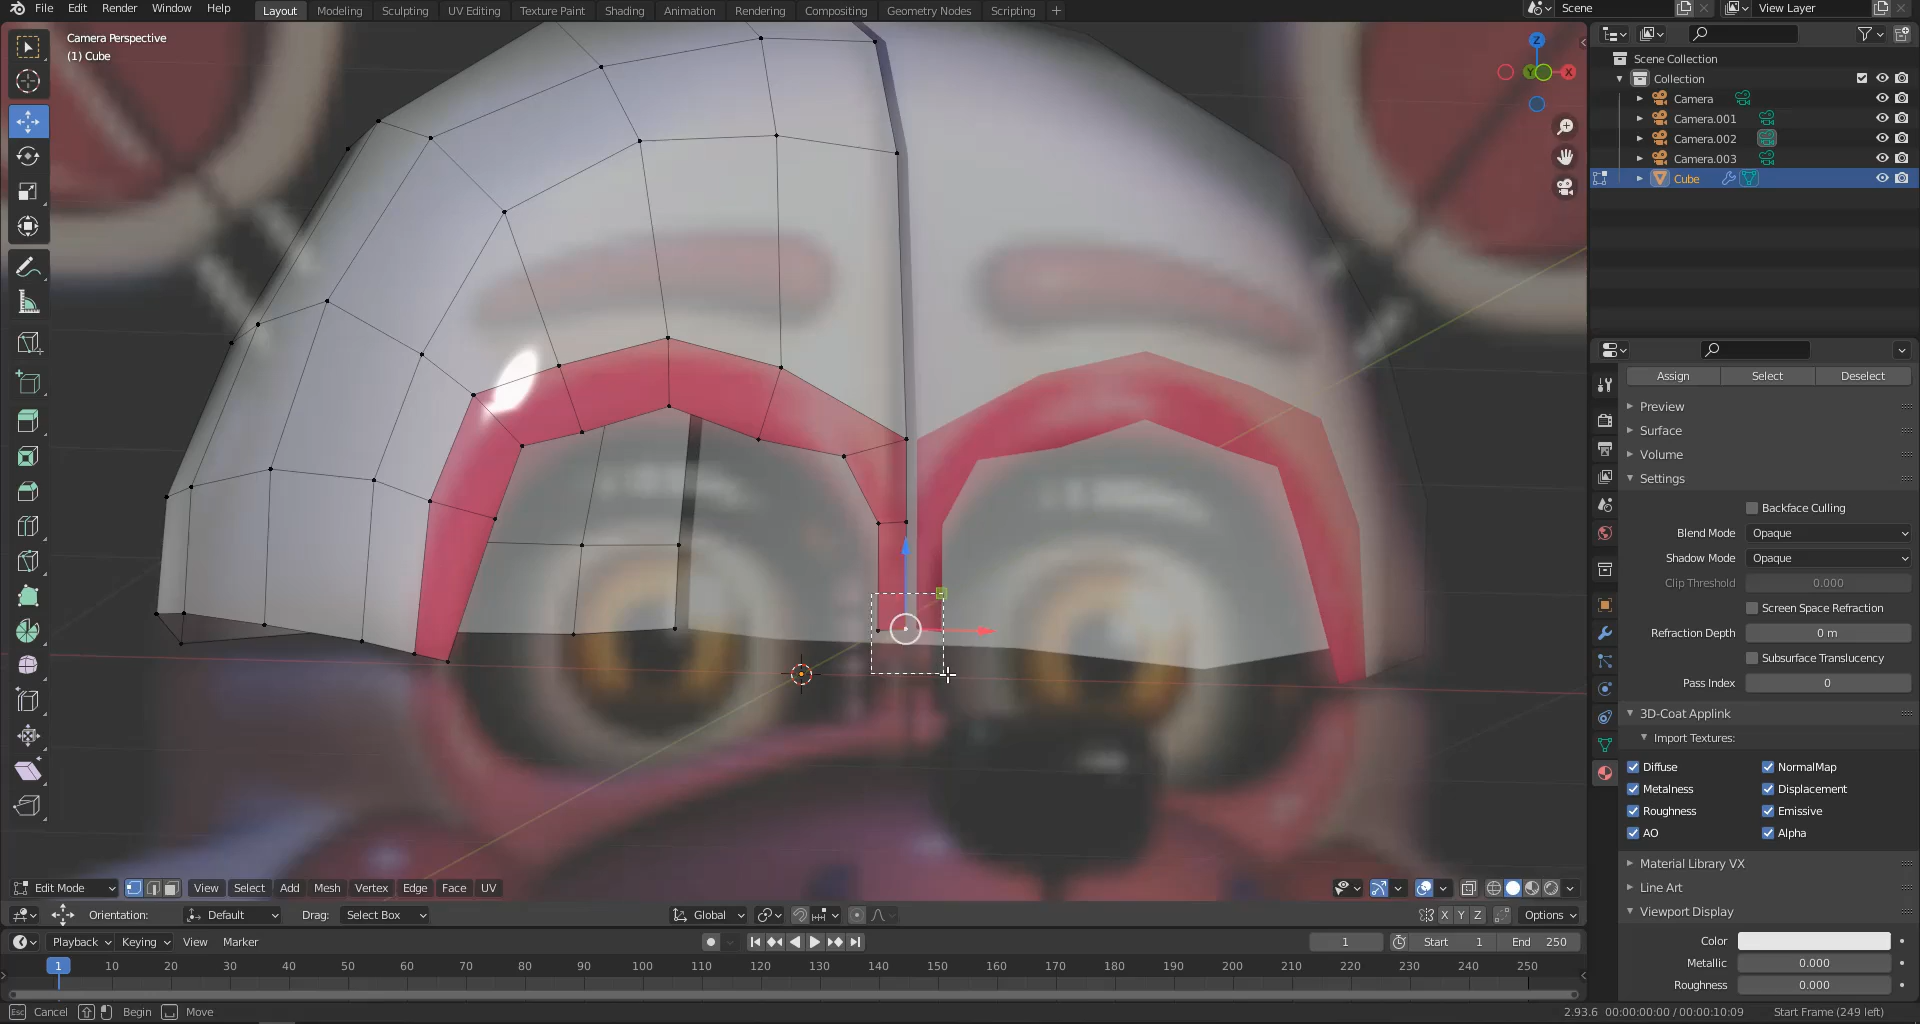 File Edit Render Window Help Layout Modeling Sculpting UV Editing Texture Paint Shading Animation Rendering Compositing Geometry Nodes Scripting + Scene View Layer
Camera Perspective
(1) Cube
Z
Y
X
Scene Collection
Collection
Camera
Camera.001
Camera.002
Camera.003
Cube
Assign Select Deselect
Preview
Surface
Volume
Settings
Backface Culling
Blend Mode Opaque
Shadow Mode Opaque
Clip Threshold 0.000
Screen Space Refraction
Refraction Depth 0 m
Subsurface Translucency
Pass Index 0
3D-Coat Applink
Import Textures:
Diffuse NormalMap
Metalness Displacement
Roughness Emissive
AO Alpha
Material Library VX
Line Art
Viewport Display
Color
Metallic 0.000
Roughness 0.000
Edit Mode View Select Add Mesh Vertex Edge Face UV
Orientation: Default Drag: Select Box Global X Y Z Options
Playback Keying View Marker 1 Start 1 End 250
1 10 20 30 40 50 60 70 80 90 100 110 120 130 140 150 160 170 180 190 200 210 220 230 240 250
Esc Cancel Begin Move 2.93.6 00:00:00:00 / 00:00:10:09 Start Frame (249 left)